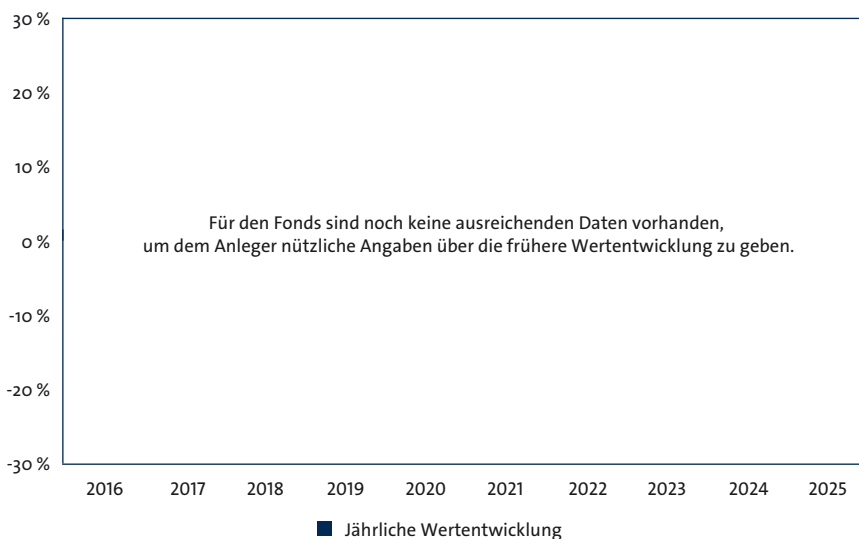 30 %
20 %
10 %
0 %
-10 %
-20 %
-30 %
Für den Fonds sind noch keine ausreichenden Daten vorhanden,
um dem Anleger nützliche Angaben über die frühere Wertentwicklung zu geben.
2016 2017 2018 2019 2020 2021 2022 2023 2024 2025
Jährliche Wertentwicklung